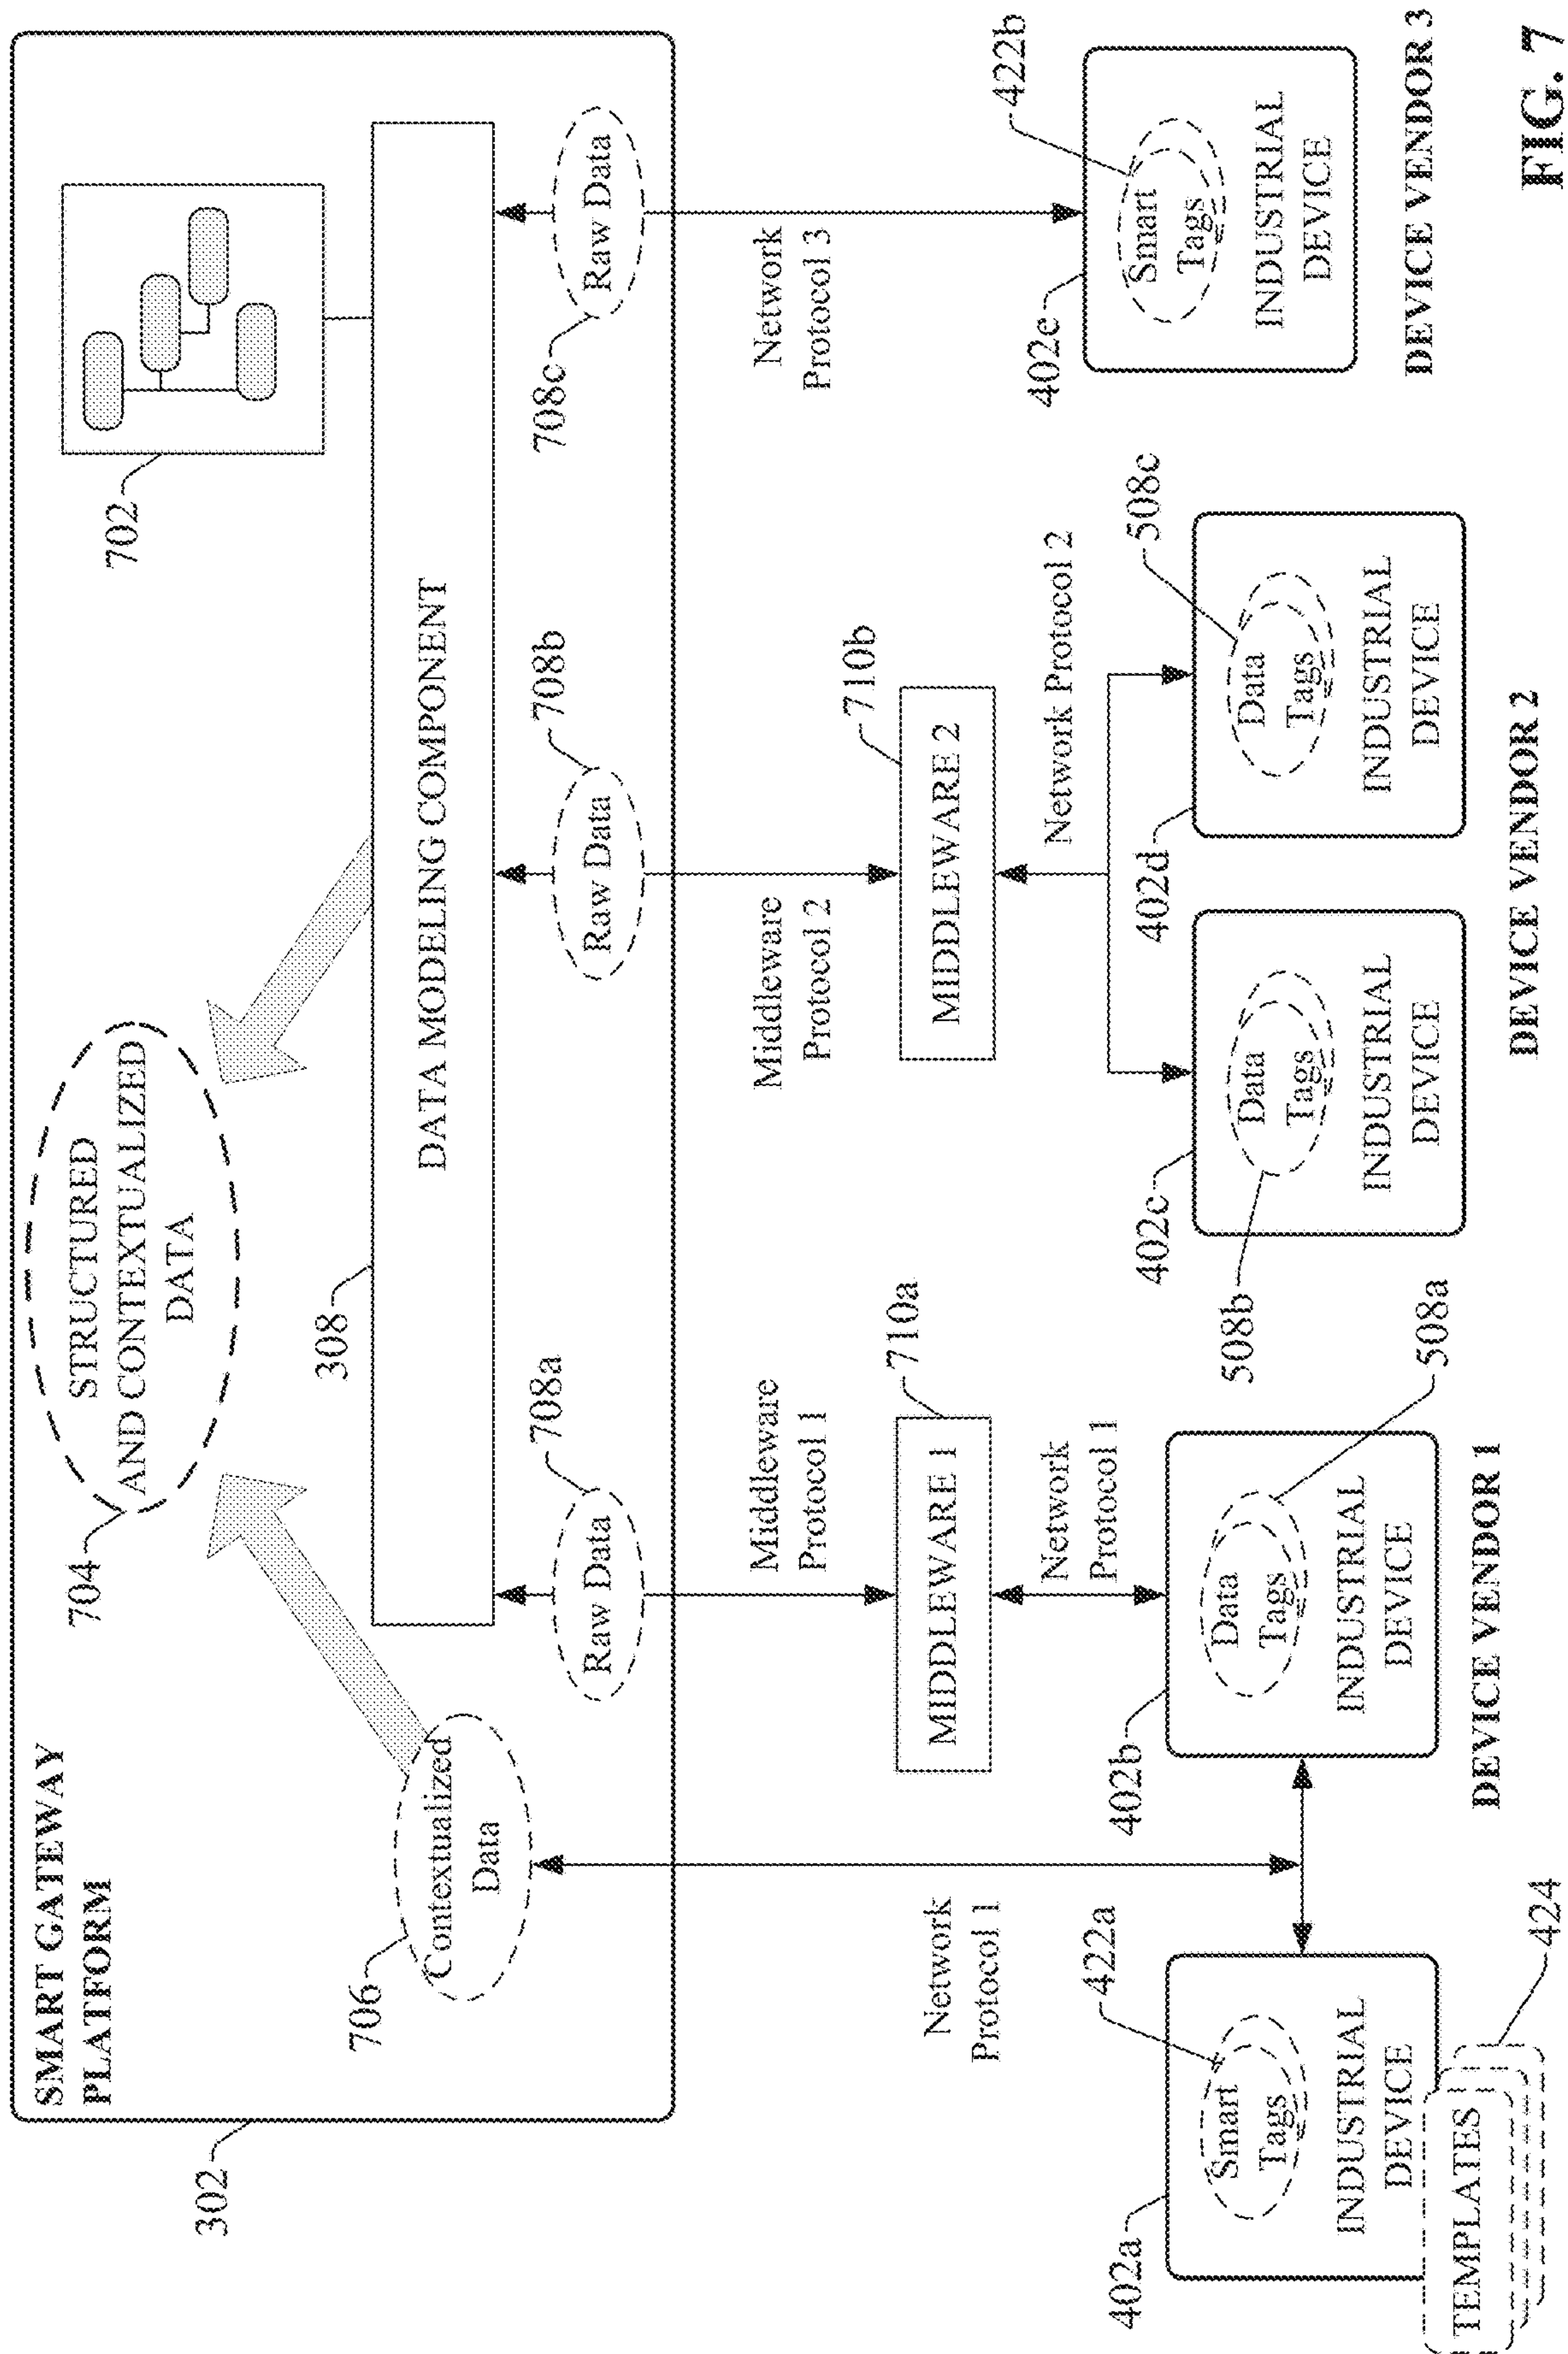 SMART GATEWAY
PLATFORM
302
704
STRUCTURED
AND CONTEXTUALIZED
DATA
702
706
Contextualized
Data
308
DATA MODELING COMPONENT
Raw Data
708a
Raw Data
708b
Raw Data
708c
Network
Protocol 1
Middleware
Protocol 1
Middleware
Protocol 2
Network
Protocol 3
MIDDLEWARE 1
710a
MIDDLEWARE 2
710b
Network
Protocol 1
Network Protocol 2
402a
422a
Smart
Tags
INDUSTRIAL
DEVICE
TEMPLATES
424
402b
Data
Tags
508a
INDUSTRIAL
DEVICE
DEVICE VENDOR 1
402c
508b
Data
Tags
INDUSTRIAL
DEVICE
402d
508c
Data
Tags
INDUSTRIAL
DEVICE
DEVICE VENDOR 2
402e
422b
Smart
Tags
INDUSTRIAL
DEVICE
DEVICE VENDOR 3
FIG. 7